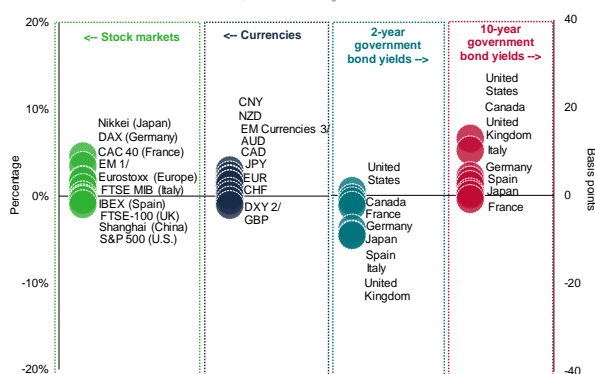 20%
10%
0%
-10%
-20%
Percentage
<-- Stock markets
Nikkei (Japan)
DAX (Germany)
CAC 40 (France)
EM 1/
Eurostoxx (Europe)
FTSE MIB (Italy)
IBEX (Spain)
FTSE-100 (UK)
Shanghai (China)
S&P 500 (U.S.)
<-- Currencies
CNY
NZD
EM Currencies 3/
AUD
CAD
JPY
EUR
CHF
DXY 2/
GBP
2-year
government
bond yields -->
United
States
Canada
France
Germany
Japan
Spain
Italy
United
Kingdom
10-year
government
bond yields -->
United
States
Canada
United
Kingdom
Italy
Germany
Spain
Japan
France
40
20
0
-20
-40
Basis points